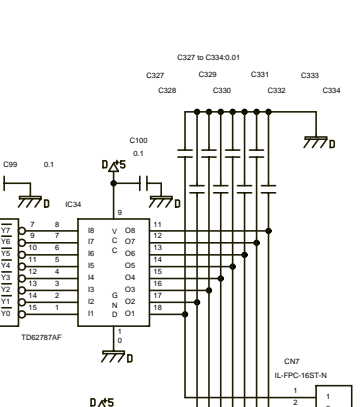 C327 to C334:0.01
C327 C329 C331 C333
C328 C330 C332 C334
C100
0.1
D +5
D
C99 0.1
D
D
IC34
9
Y7 7 8 I8 V O8 11
Y6 9 7 I7 C O7 12
Y5 10 6 I6 C O6 13
Y4 11 5 I5 O5 14
Y3 12 4 I4 O4 15
Y2 13 3 I3 G O3 16
Y1 14 2 I2 N O2 17
Y0 15 1 I1 D O1 18
TD62787AF
1
0
D
CN7
IL-FPC-16ST-N
1 1
2 2
D +5